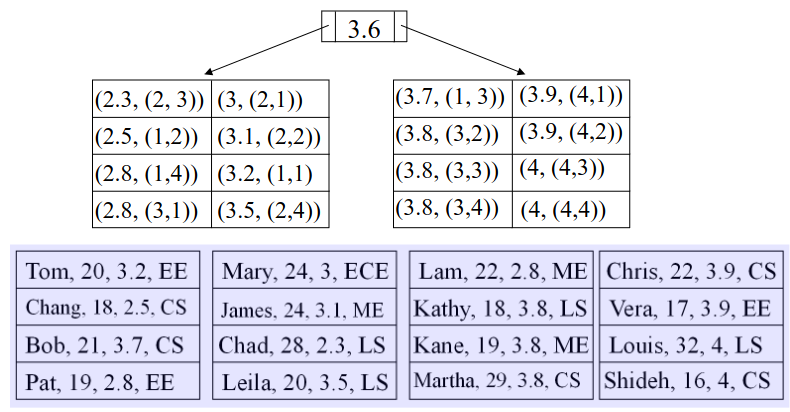 3.6
(2.3, (2, 3)) (3, (2,1))
(2.5, (1,2)) (3.1, (2,2))
(2.8, (1,4)) (3.2, (1,1)
(2.8, (3,1)) (3.5, (2,4))
(3.7, (1, 3)) (3.9, (4,1))
(3.8, (3,2)) (3.9, (4,2))
(3.8, (3,3)) (4, (4,3))
(3.8, (3,4)) (4, (4,4))
Tom, 20, 3.2, EE
Chang, 18, 2.5, CS
Bob, 21, 3.7, CS
Pat, 19, 2.8, EE
Mary, 24, 3, ECE
James, 24, 3.1, ME
Chad, 28, 2.3, LS
Leila, 20, 3.5, LS
Lam, 22, 2.8, ME
Kathy, 18, 3.8, LS
Kane, 19, 3.8, ME
Martha, 29, 3.8, CS
Chris, 22, 3.9, CS
Vera, 17, 3.9, EE
Louis, 32, 4, LS
Shideh, 16, 4, CS